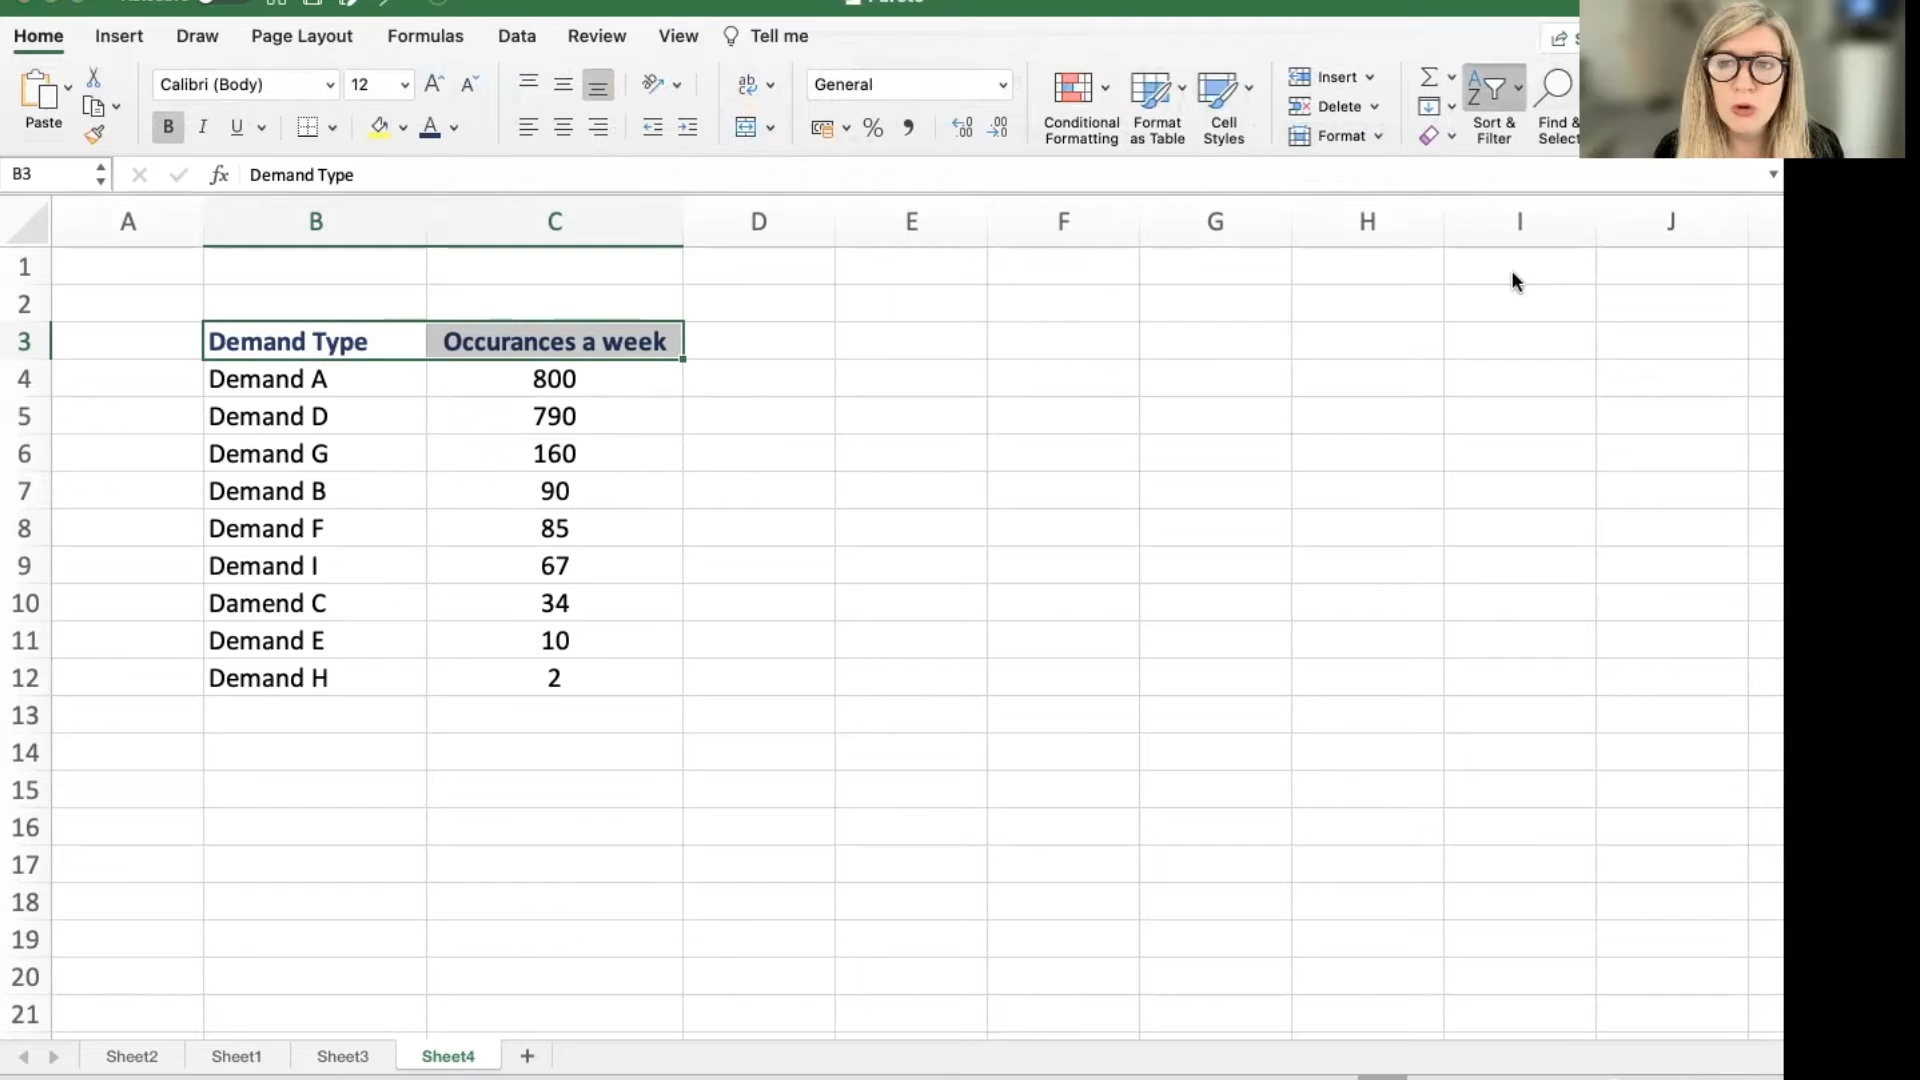 Home Insert Draw Page Layout Formulas Data Review View Tell me
Paste
Calibri (Body) 12
B I U
General
Conditional Formatting
Format as Table
Cell Styles
Insert
Delete
Format
Sort & Filter
Find & Select
B3 fx Demand Type
A B C D E F G H I J
1
2
3 Demand Type Occurances a week
4 Demand A 800
5 Demand D 790
6 Demand G 160
7 Demand B 90
8 Demand F 85
9 Demand I 67
10 Damend C 34
11 Demand E 10
12 Demand H 2
13
14
15
16
17
18
19
20
21
Sheet2 Sheet1 Sheet3 Sheet4 +